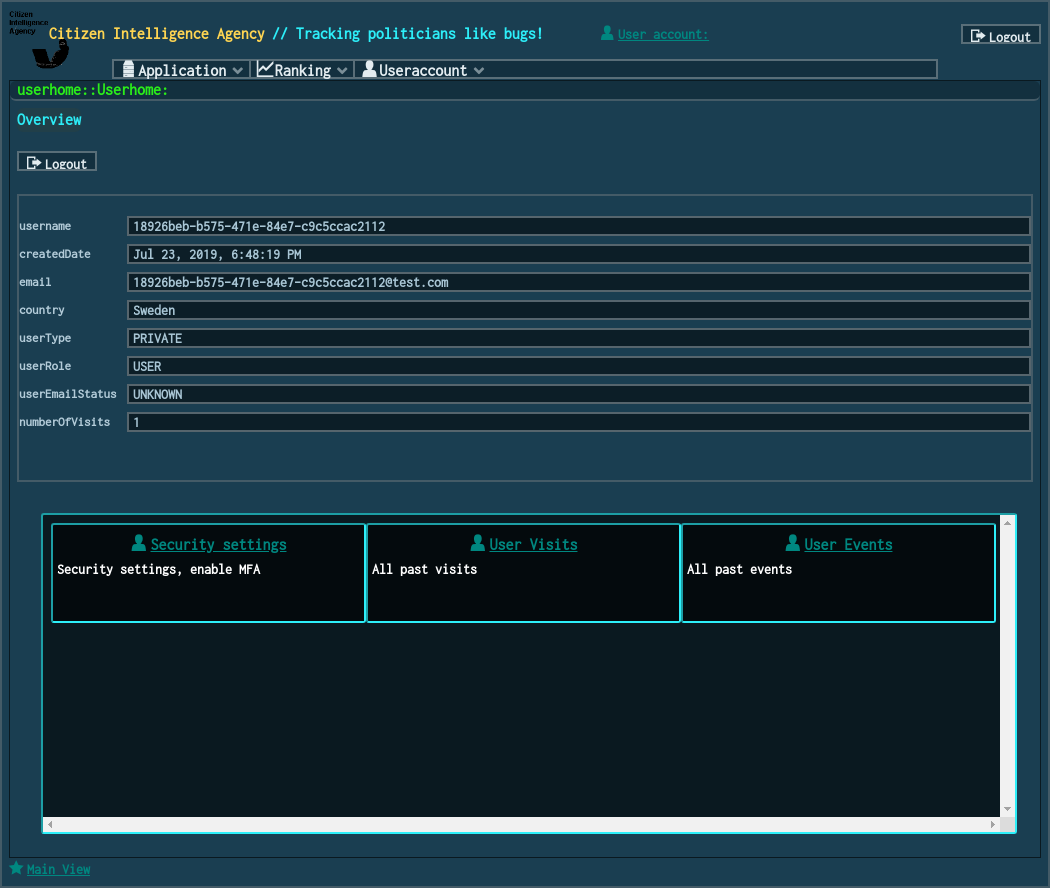 Citizen
Intelligence
Agency
Citizen Intelligence Agency // Tracking politicians like bugs!
User account:
Logout
Application
Ranking
Useraccount
userhome::Userhome:
Overview
Logout
username 18926beb-b575-471e-84e7-c9c5ccac2112
createdDate Jul 23, 2019, 6:48:19 PM
email 18926beb-b575-471e-84e7-c9c5ccac2112@test.com
country Sweden
userType PRIVATE
userRole USER
userEmailStatus UNKNOWN
numberOfVisits 1
Security settings
Security settings, enable MFA
User Visits
All past visits
User Events
All past events
Main View